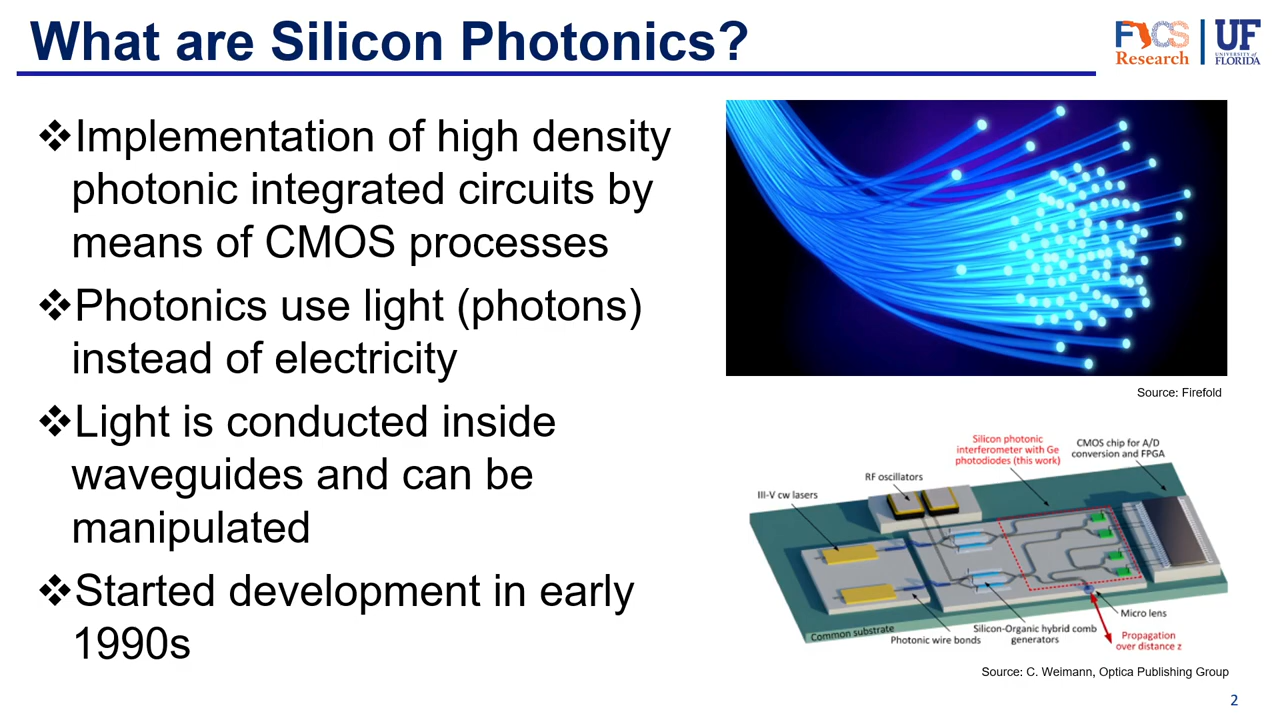 What are Silicon Photonics?
FICS
Research
UF
UNIVERSITY of
FLORIDA
❖Implementation of high density
photonic integrated circuits by
means of CMOS processes
❖Photonics use light (photons)
instead of electricity
❖Light is conducted inside
waveguides and can be
manipulated
❖Started development in early
1990s
Source: Firefold
Silicon photonic
interferometer with Ge
photodiodes (this work)
CMOS chip for A/D
conversion and FPGA
RF oscillators
III-V cw lasers
Micro lens
Common substrate
Photonic wire bonds
Silicon-Organic hybrid comb
generators
Propagation
over distance z
Source: C. Weimann, Optica Publishing Group
2